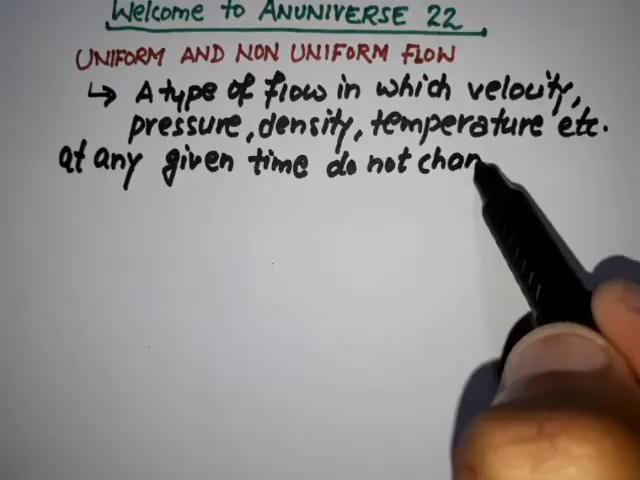 Welcome to ANUNIVERSE 22
UNIFORM AND NON UNIFORM FLOW
↳ A type of flow in which velocity,
pressure, density, temperature etc.
at any given time do not chan